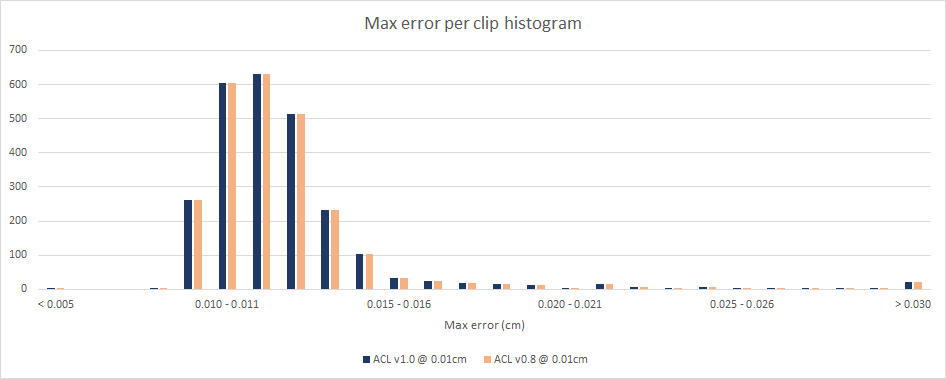 Max error per clip histogram
700
600
500
400
300
200
100
0
< 0.005 0.010 - 0.011 0.015 - 0.016 0.020 - 0.021 0.025 - 0.026 > 0.030
Max error (cm)
ACL v1.0 @ 0.01cm ACL v0.8 @ 0.01cm